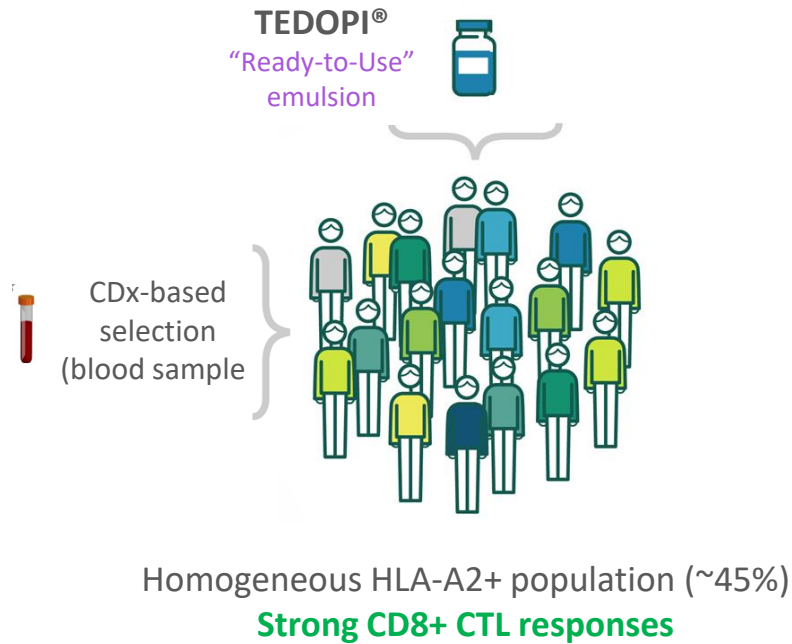 TEDOPI®
“Ready-to-Use”
emulsion
CDx-based
selection
(blood sample
Homogeneous HLA-A2+ population (~45%)
Strong CD8+ CTL responses